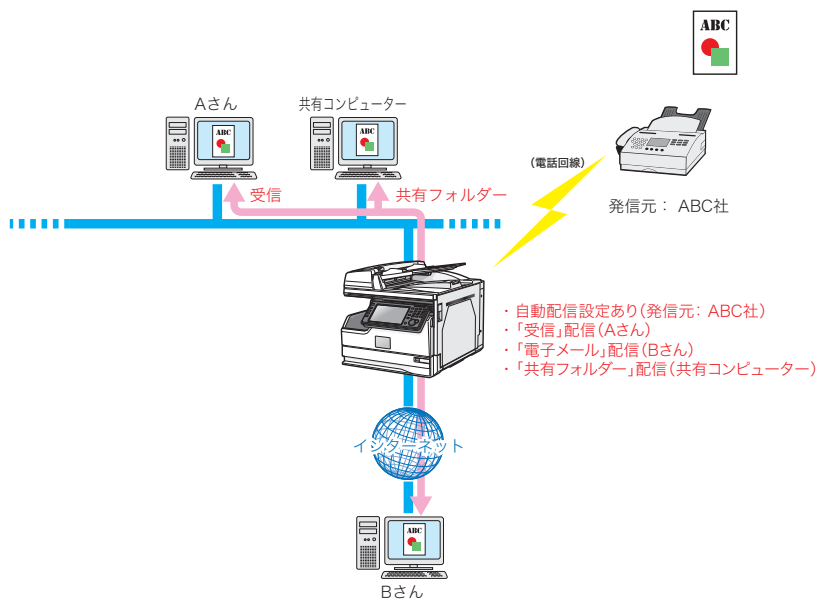 ABC
Aさん
共有コンピューター
ABC
ABC
(電話回線)
受信
共有フォルダー
発信元： ABC社
・自動配信設定あり(発信元： ABC社)
・「受信」配信(Aさん)
・「電子メール」配信(Bさん)
・「共有フォルダー」配信(共有コンピューター)
インターネット
ABC
Bさん